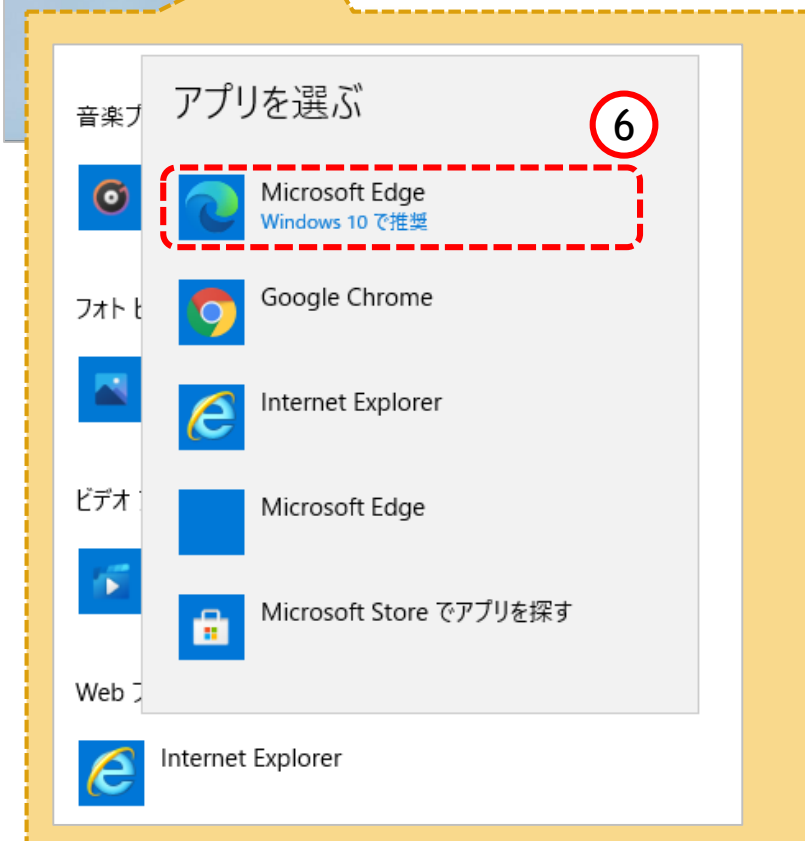 アプリを選ぶ
6
音楽プ
Microsoft Edge
Windows 10 で推奨
フォト ビ
Google Chrome
Internet Explorer
ビデオ
Microsoft Edge
Microsoft Store でアプリを探す
Web ブ
Internet Explorer